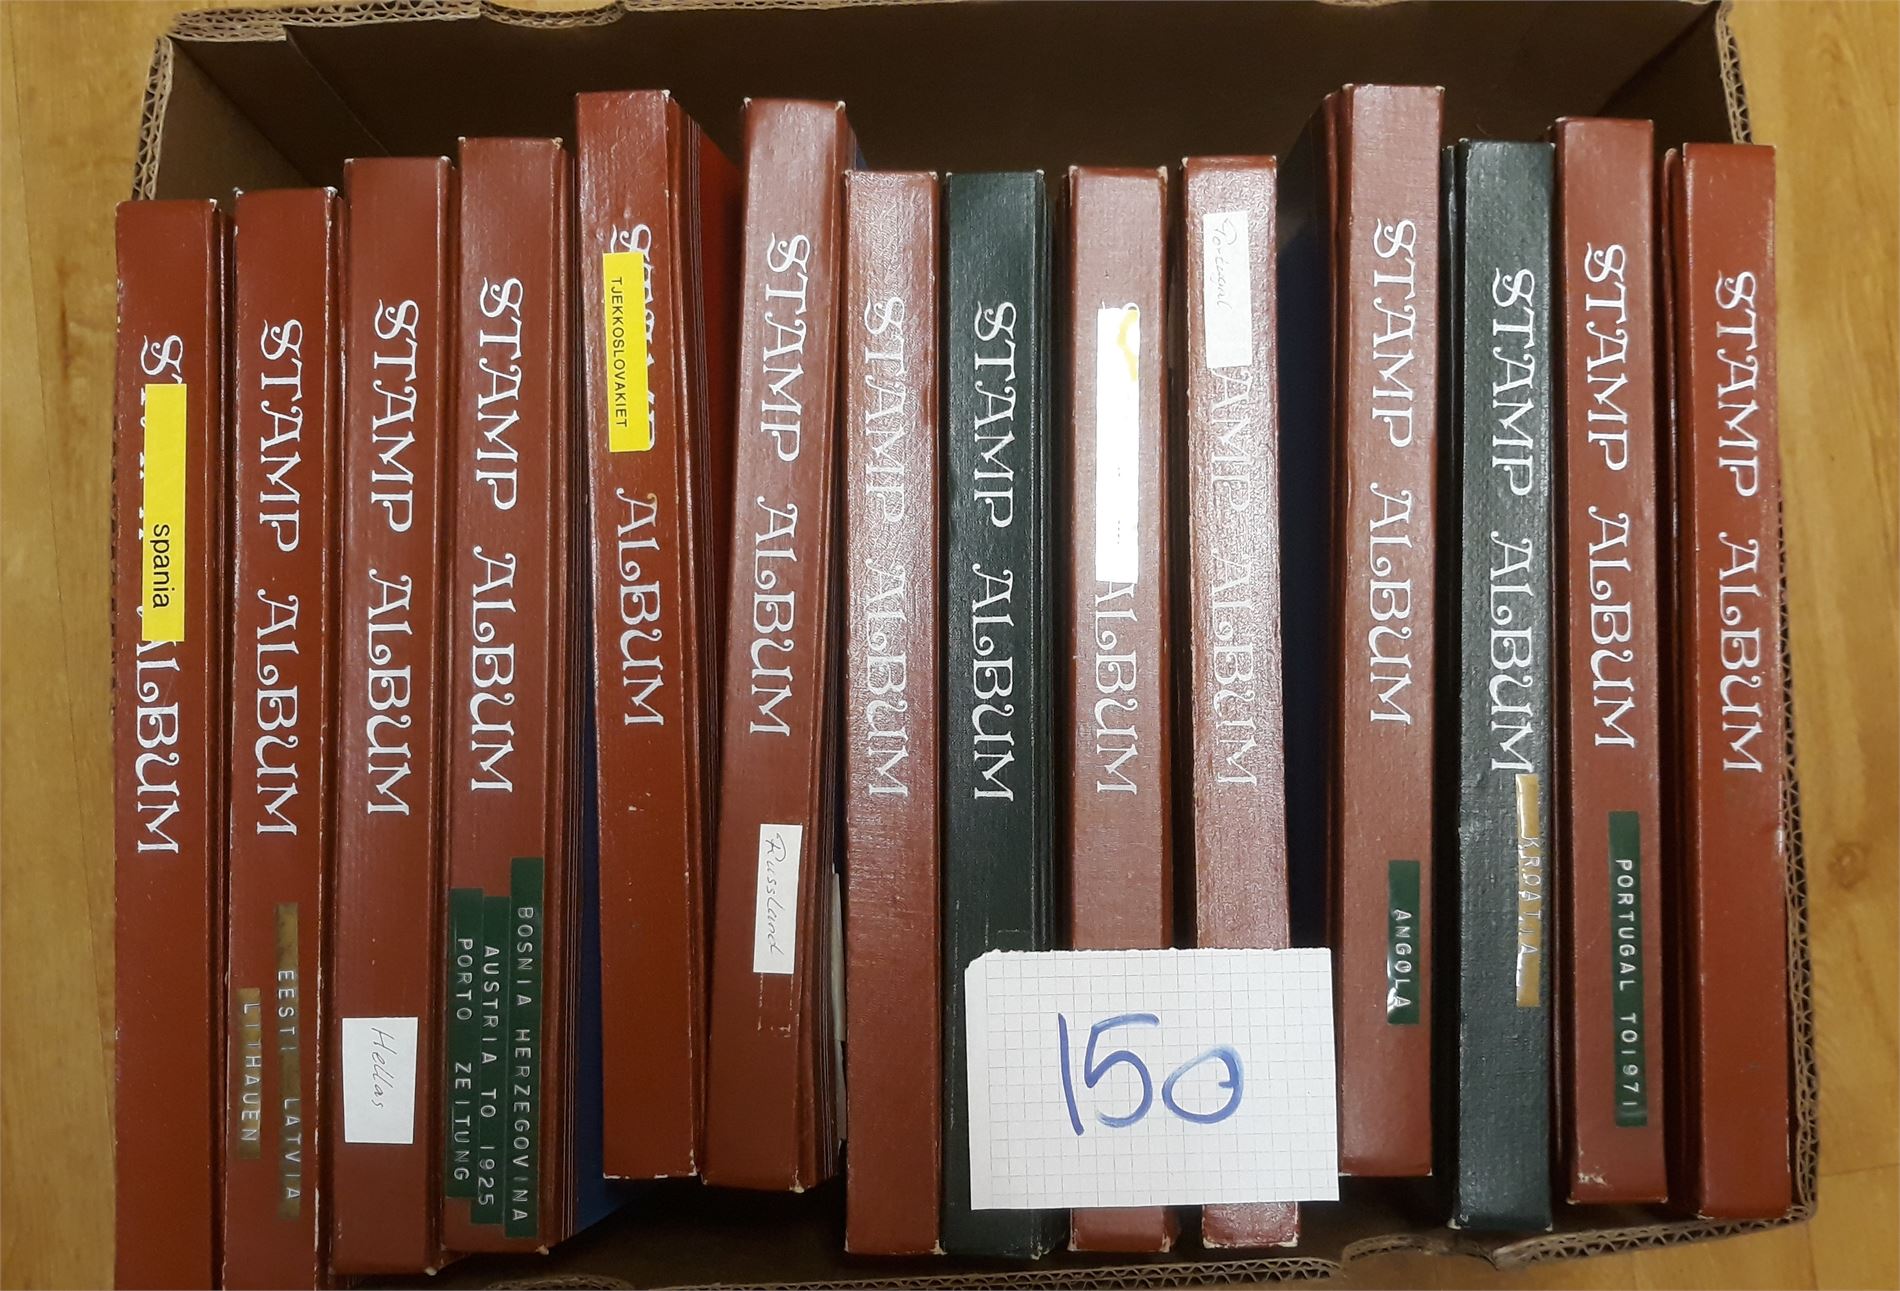 STAMP ALBUM
spania
STAMP ALBUM
EESTI LATVIA
LITHAUEN
STAMP ALBUM
Hellas
STAMP ALBUM
BOSNIA HERZEGOVINA
AUSTRIA TO 1925
PORTO ZEITUNG
ALBUM
TJEKKOSLOVAKIET
STAMP ALBUM
Russland
STAMP ALBUM
STAMP ALBUM
ALBUM
Portugal
AMP ALBUM
150
STAMP ALBUM
ANGOLA
STAMP ALBUM
KROATIA
STAMP ALBUM
PORTUGAL TO1971
STAMP ALBUM